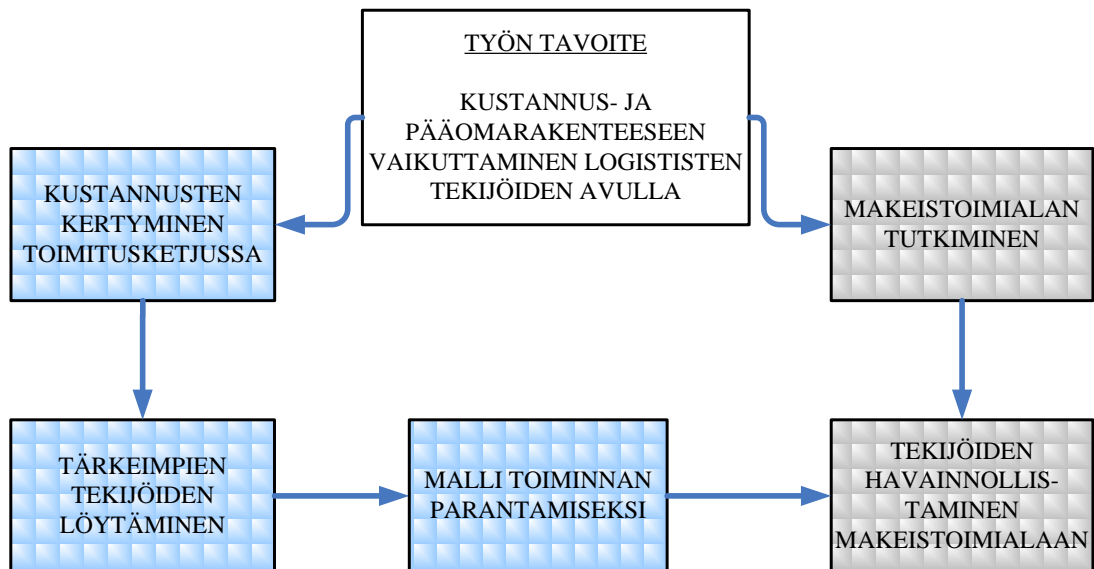 TYÖN TAVOITE
KUSTANNUS- JA
PÄÄOMARAKENTEESEEN
VAIKUTTAMINEN LOGISTISTEN
TEKIJÖIDEN AVULLA
KUSTANNUSTEN
KERTYMINEN
TOIMITUSKETJUSSA
MAKEISTOIMIALAN
TUTKIMINEN
TÄRKEIMPIEN
TEKIJÖIDEN
LÖYTÄMINEN
MALLI TOIMINNAN
PARANTAMISEKSI
TEKIJÖIDEN
HAVAINNOLLIS-
TAMINEN
MAKEISTOIMIALAAN